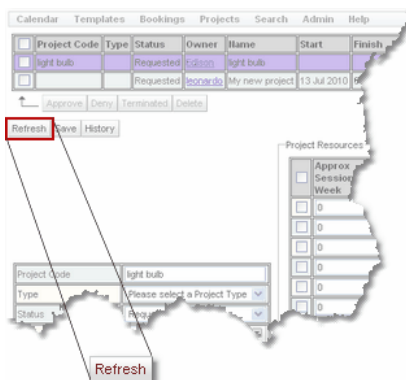 Calendar Templates Bookings Projects Search Admin Help
Project Code Type Status Owner Name Start Finish
light bulb Requested Edison light bulb
Requested leonardo My new project 13 Jul 2010
Approve Deny Terminated Delete
Refresh Save History
Project Resources
Approx
Session
Week
0
0
0
0
0
Project Code light bulb
Type Please select a Project Type
Status
Refresh